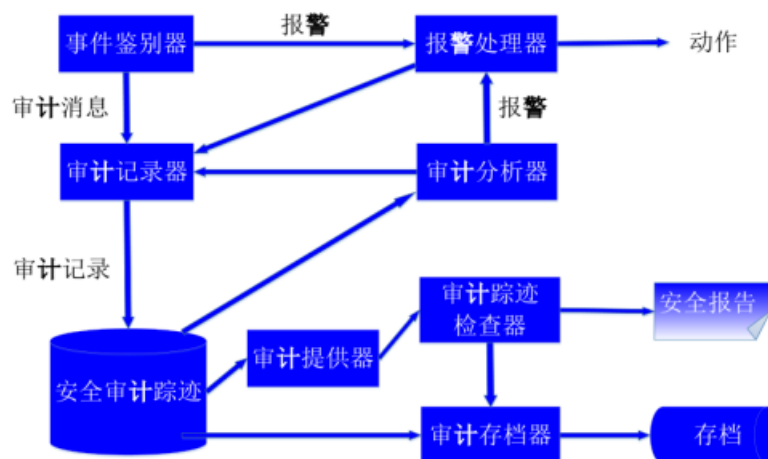 报警
事件鉴别器
报警处理器
动作
审计消息
报警
审计记录器
审计分析器
审计记录
审计踪迹
检查器
安全报告
审计提供器
安全审计踪迹
审计存档器
存档